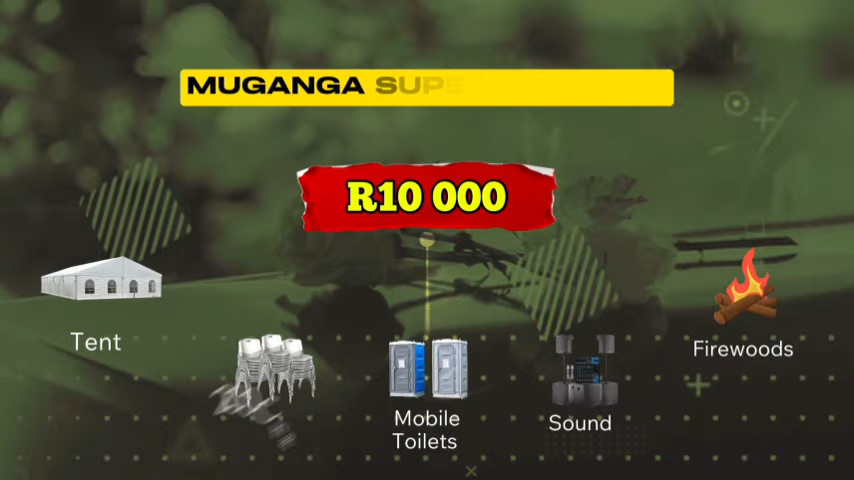 MUGANGA SUPE
R10 000
Tent
Firewoods
Mobile
Toilets
Sound